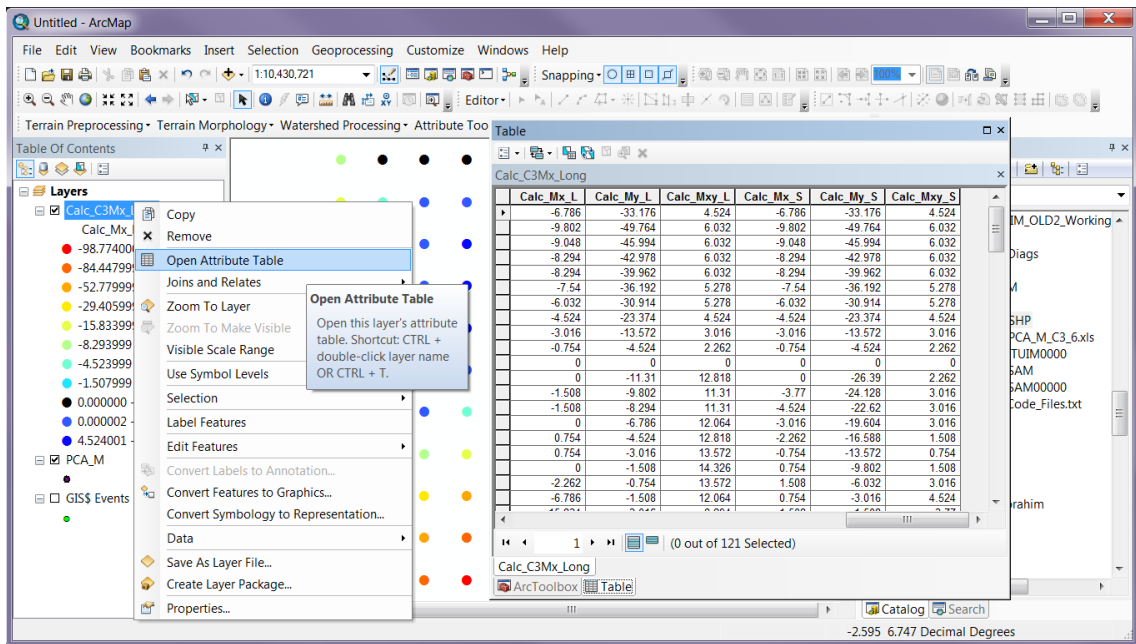 Untitled - ArcMap
File Edit View Bookmarks Insert Selection Geoprocessing Customize Windows Help
1:10,430,721
Snapping
100%
Editor
Terrain Preprocessing Terrain Morphology Watershed Processing Attribute Too
Table Of Contents
Layers
Calc_C3Mx_L
Calc_Mx_l
-98.77400
-84.44799
-52.77999
-29.40599
-15.83399
-8.293999
-4.523999
-1.507999
0.000000 -
0.000002 -
4.524001 -
PCA_M
GIS$ Events
Copy
Remove
Open Attribute Table
Joins and Relates
Zoom To Layer
Zoom To Make Visible
Visible Scale Range
Use Symbol Levels
Selection
Label Features
Edit Features
Convert Labels to Annotation...
Convert Features to Graphics...
Convert Symbology to Representation...
Data
Save As Layer File...
Create Layer Package...
Properties...
Open Attribute Table
Open this layer's attribute
table. Shortcut: CTRL +
double-click layer name
OR CTRL + T.
Table
Calc_C3Mx_Long
Calc_Mx_L Calc_My_L Calc_Mxy_L Calc_Mx_S Calc_My_S Calc_Mxy_S
-6.786 -33.176 4.524 -6.786 -33.176 4.524
-9.802 -49.764 6.032 -9.802 -49.764 6.032
-9.048 -45.994 6.032 -9.048 -45.994 6.032
-8.294 -42.978 6.032 -8.294 -42.978 6.032
-8.294 -39.962 6.032 -8.294 -39.962 6.032
-7.54 -36.192 5.278 -7.54 -36.192 5.278
-6.032 -30.914 5.278 -6.032 -30.914 5.278
-4.524 -23.374 4.524 -4.524 -23.374 4.524
-3.016 -13.572 3.016 -3.016 -13.572 3.016
-0.754 -4.524 2.262 -0.754 -4.524 2.262
0 0 0 0 0 0
0 -11.31 12.818 0 -26.39 2.262
-1.508 -9.802 11.31 -3.77 -24.128 3.016
-1.508 -8.294 11.31 -4.524 -22.62 3.016
0 -6.786 12.064 -3.016 -19.604 3.016
0.754 -4.524 12.818 -2.262 -16.588 1.508
0.754 -3.016 13.572 -0.754 -13.572 0.754
0 -1.508 14.326 0.754 -9.802 1.508
-2.262 -0.754 13.572 1.508 -6.032 3.016
-6.786 -1.508 12.064 0.754 -3.016 4.524
1
(0 out of 121 Selected)
Calc_C3Mx_Long
ArcToolbox Table
IM_OLD2_Working
Diags
M
SHP
PCA_M_C3_6.xls
TUIM0000
SAM
SAM00000
Code_Files.txt
brahim
Catalog Search
-2.595 6.747 Decimal Degrees